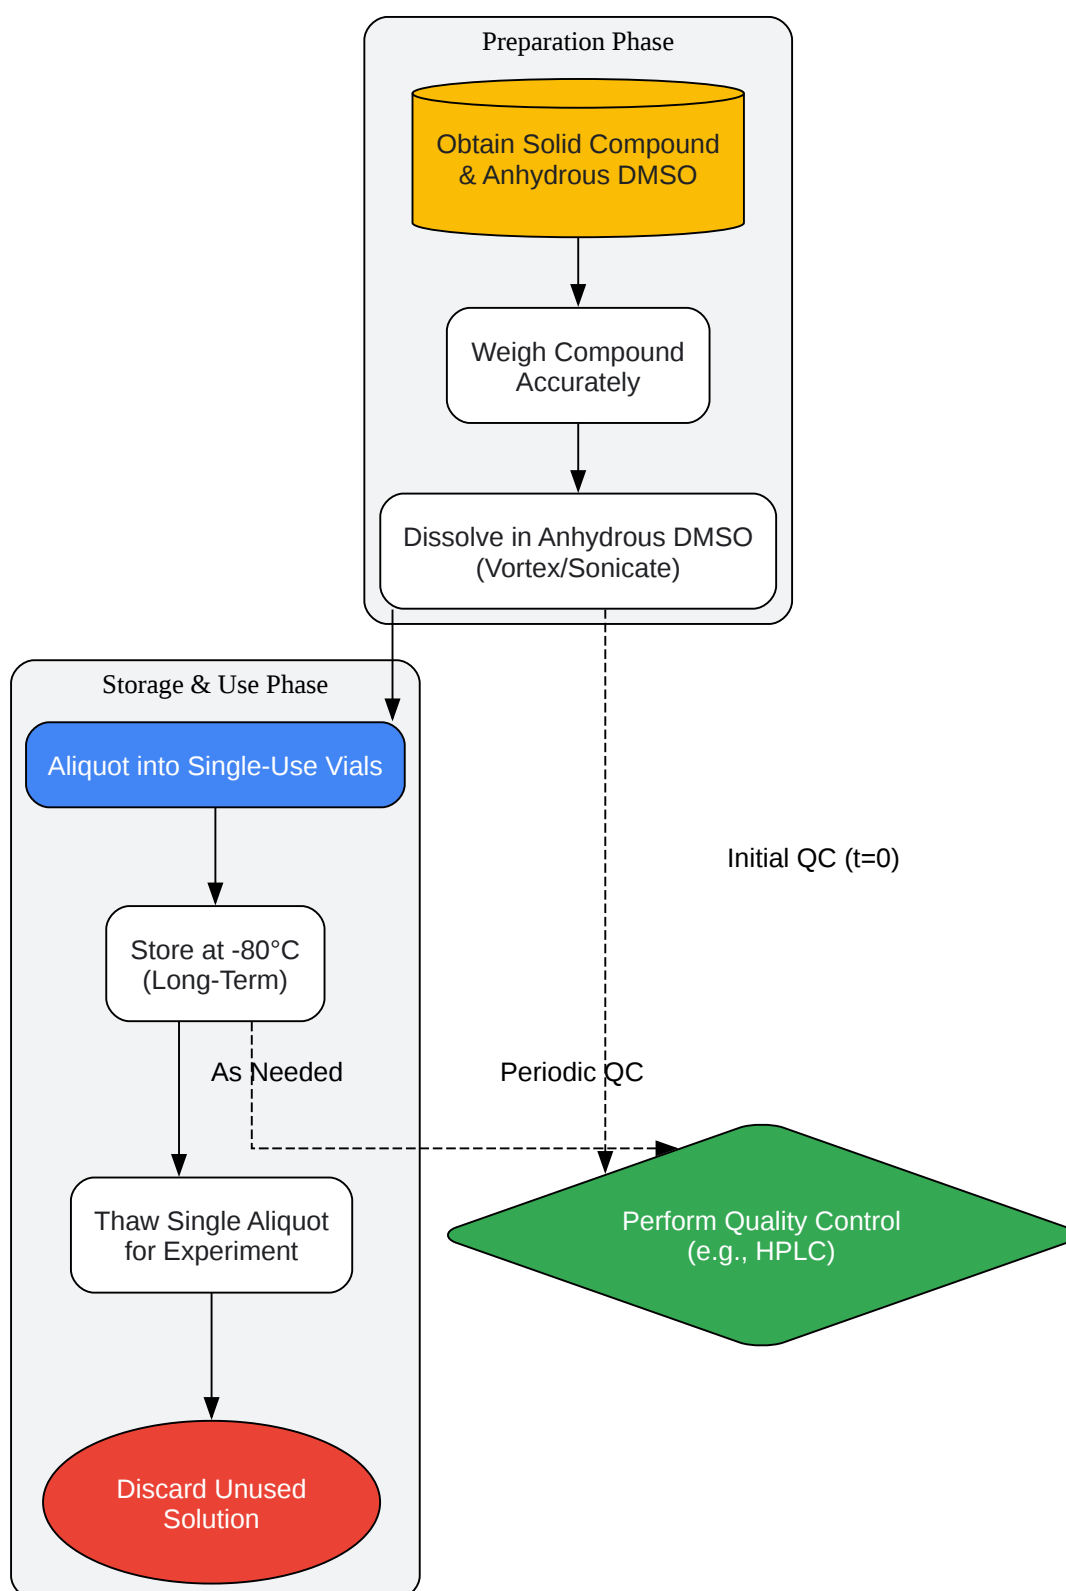 Preparation Phase
Obtain Solid Compound
& Anhydrous DMSO
Weigh Compound
Accurately
Dissolve in Anhydrous DMSO
(Vortex/Sonicate)
Storage & Use Phase
Aliquot into Single-Use Vials
Initial QC (t=0)
Store at -80°C
(Long-Term)
As Needed
Periodic QC
Thaw Single Aliquot
for Experiment
Perform Quality Control
(e.g., HPLC)
Discard Unused
Solution